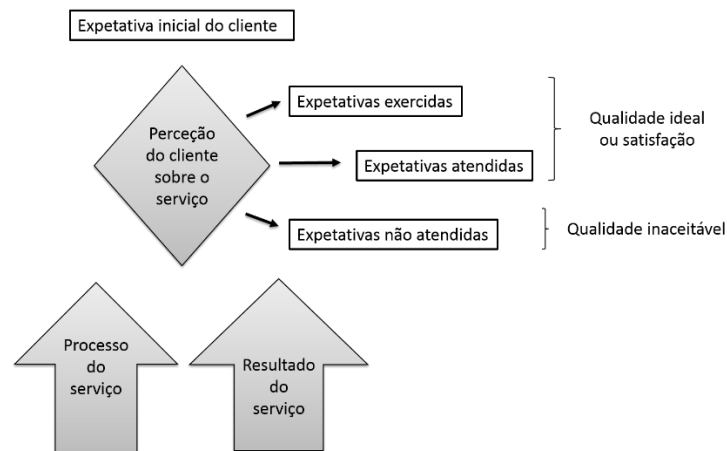 Expetativa inicial do cliente
Perceção
do cliente
sobre o
serviço
Expetativas exercidas
Expetativas atendidas
Expetativas não atendidas
Qualidade ideal
ou satisfação
Qualidade inaceitável
Processo
do
serviço
Resultado
do
serviço